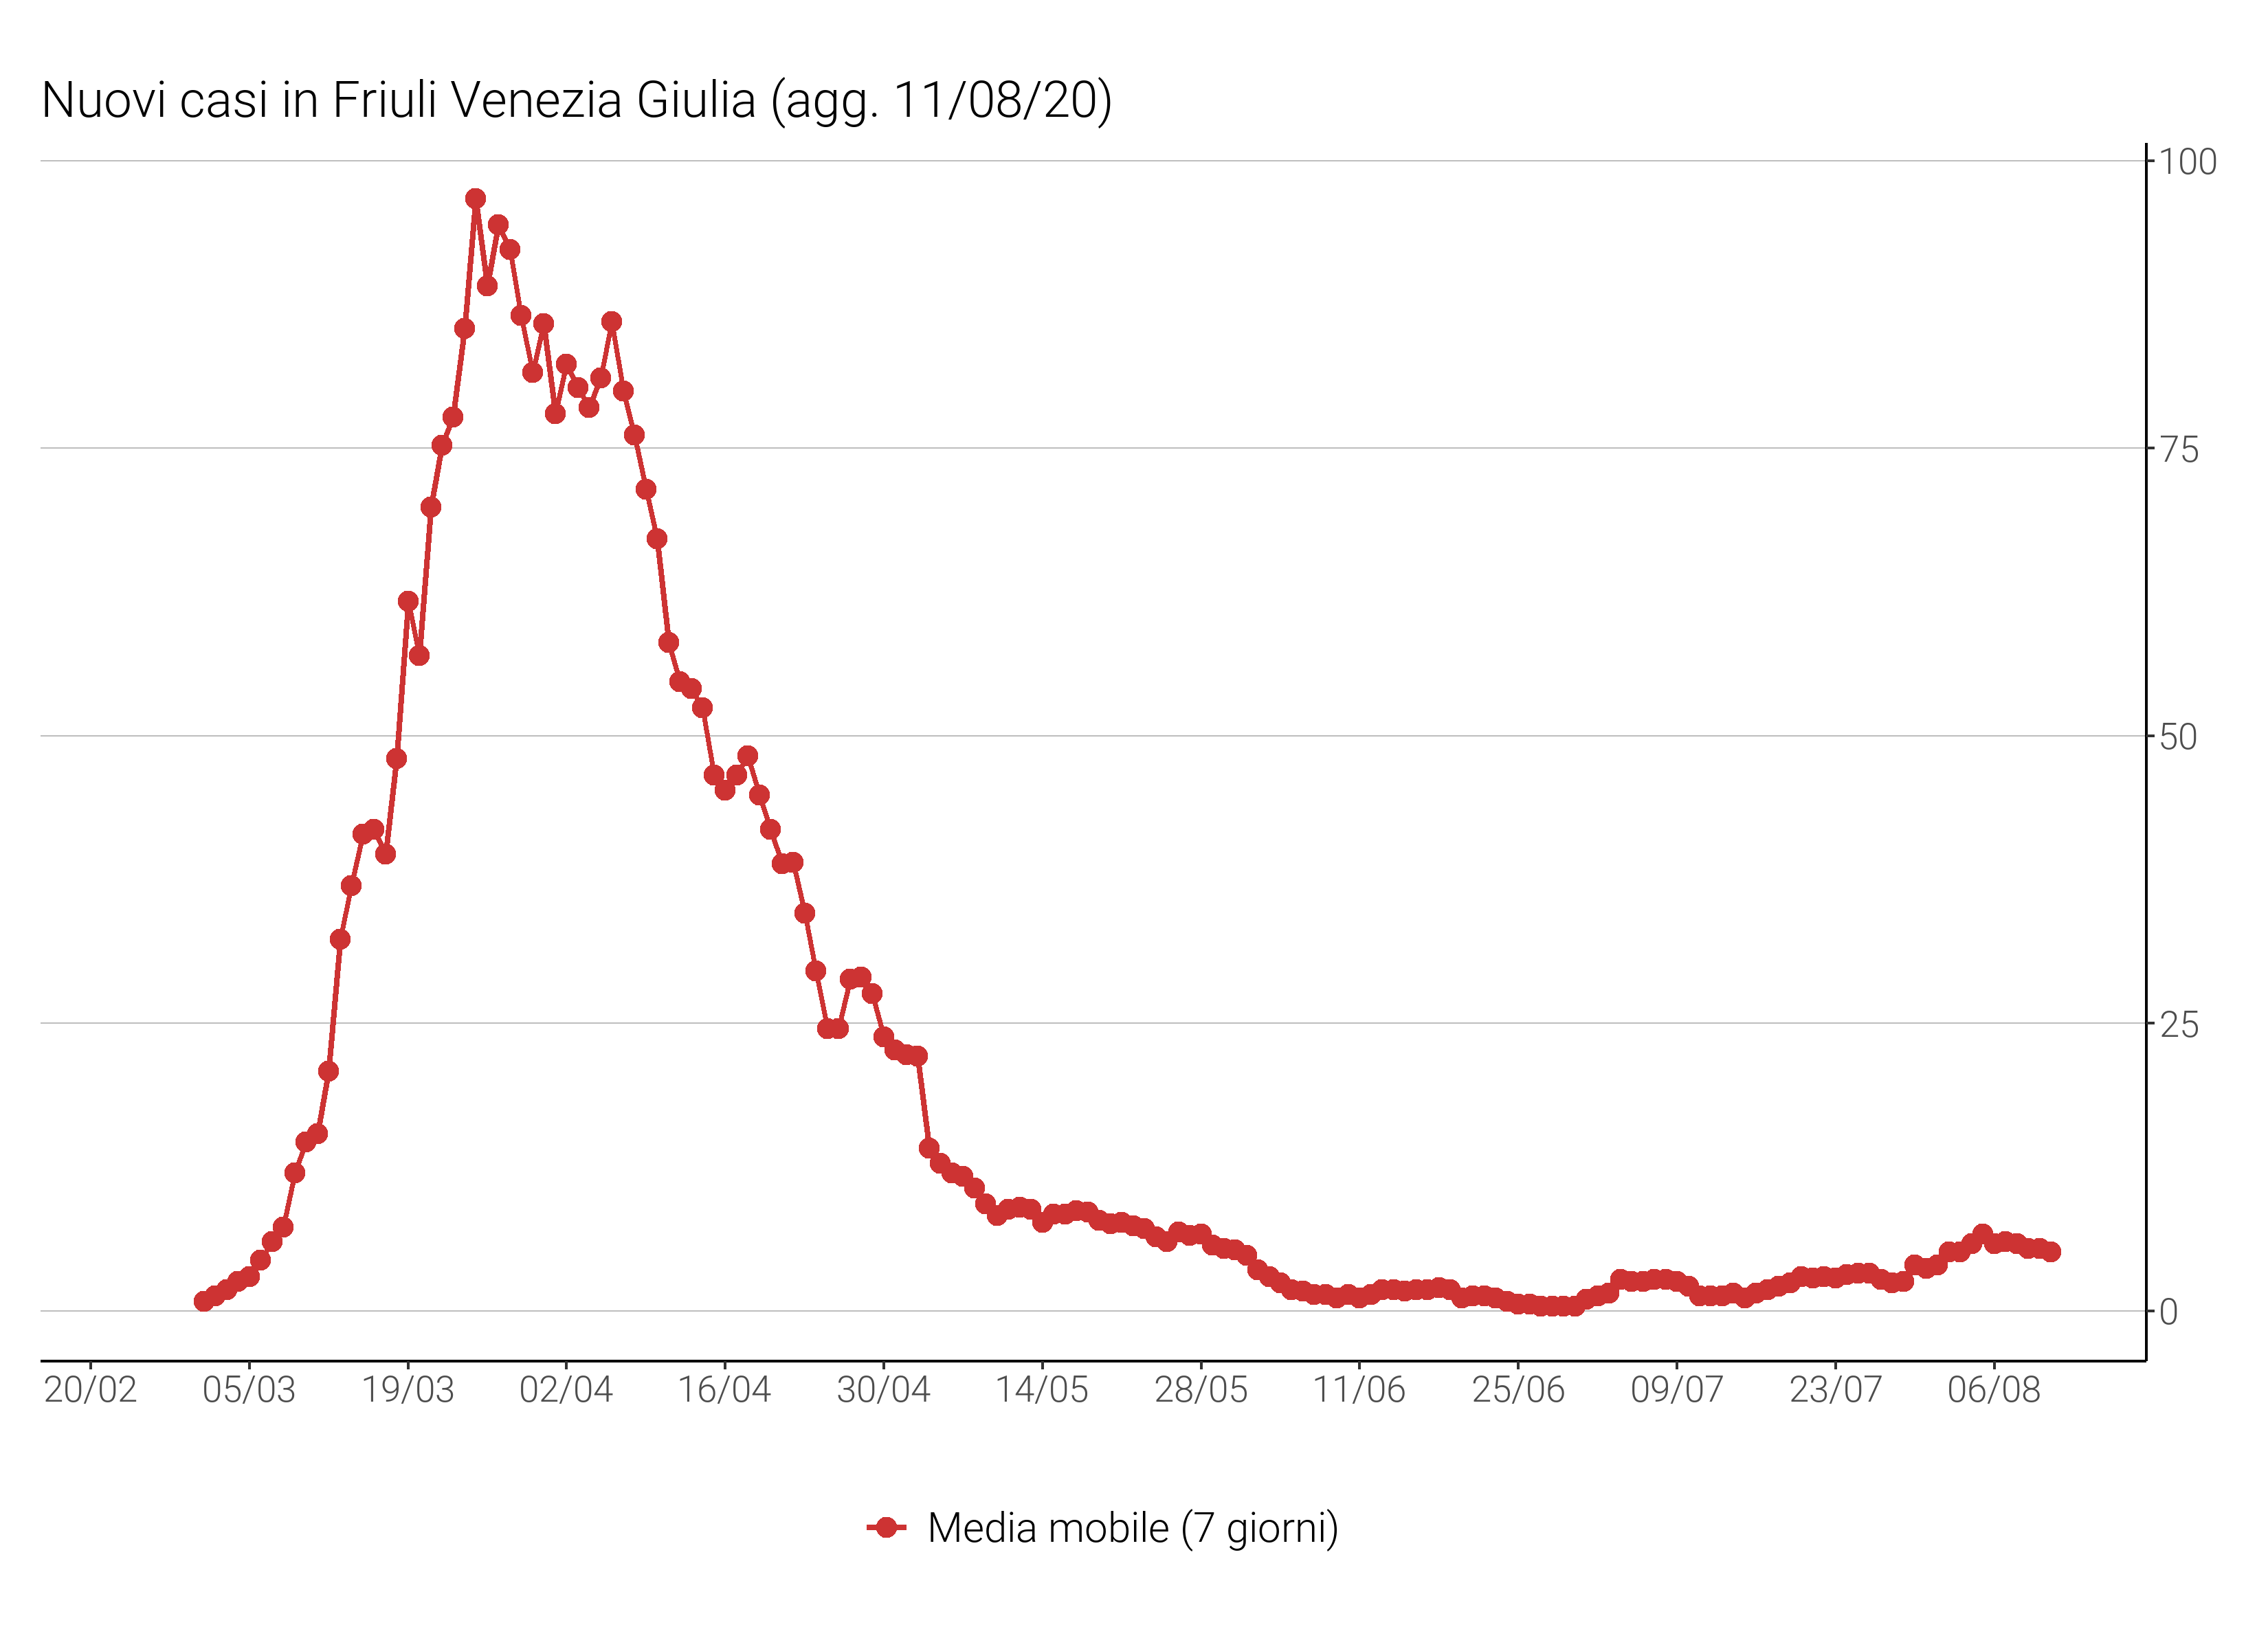 Nuovi casi in Friuli Venezia Giulia (agg. 11/08/20)
100
75
50
25
0
20/02 05/03 19/03 02/04 16/04 30/04 14/05 28/05 11/06 25/06 09/07 23/07 06/08
Media mobile (7 giorni)